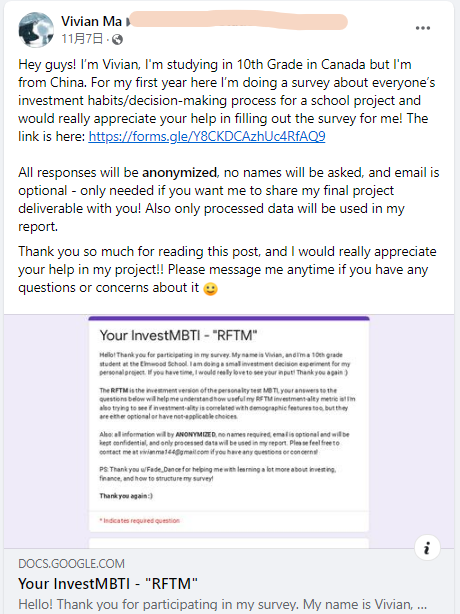 Vivian Ma
11月7日 ·
Hey guys! I'm Vivian, I'm studying in 10th Grade in Canada but I'm
from China. For my first year here I'm doing a survey about everyone's
investment habits/decision-making process for a school project and
would really appreciate your help in filling out the survey for me! The
link is here: https://forms.gle/Y8CKDCAzhUc4RfAQ9
All responses will be anonymized, no names will be asked, and email is
optional - only needed if you want me to share my final project
deliverable with you! Also only processed data will be used in my
report.
Thank you so much for reading this post, and I would really appreciate
your help in my project!! Please message me anytime if you have any
questions or concerns about it 😀
Your InvestMBTI - "RFTM"
Hello! Thank you for participating in my survey. My name is Vivian, and I'm a 10th grade
student at the Elmwood School. I am doing a small investment decision experiment for my
personal project. If you have time, I would really love to see your input! Thank you again :)
The RFTM is the investment version of the personality test MBTI, your answers to the
questions below will help me understand how useful my RFTM investment-ality metric is! I'm
also trying to see if investment-ality is correlated with demographic features too, but they
are either optional or have not-applicable choices.
Also: all information will by ANONYMIZED, no names required, email is optional and will be
kept confidential, and only processed data will be used in my report. Please feel free to
contact me at vivianma144@gmail.com if you have any questions or concerns!
PS: Thank you u/Fade_Dance for helping me with learning a lot more about investing,
finance, and how to structure my survey!
Thank you again :)
* Indicates required question
DOCS.GOOGLE.COM
Your InvestMBTI - "RFTM"
Hello! Thank you for participating in my survey. My name is Vivian, ...